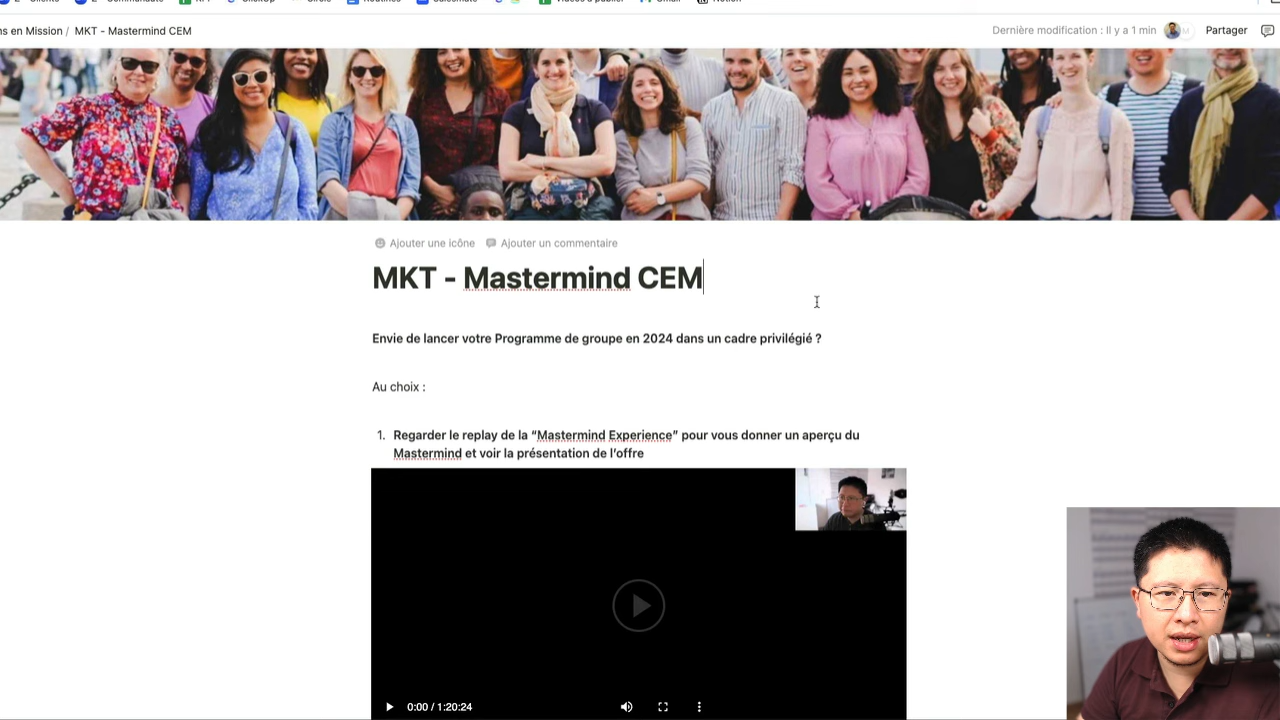 ns en Mission / MKT - Mastermind CEM
Dernière modification : Il y a 1 min
Partager
Ajouter une icône
Ajouter un commentaire
MKT - Mastermind CEM
Envie de lancer votre Programme de groupe en 2024 dans un cadre privilégié ?
Au choix :
1. Regarder le replay de la “Mastermind Experience” pour vous donner un aperçu du
Mastermind et voir la présentation de l’offre
0:00 / 1:20:24